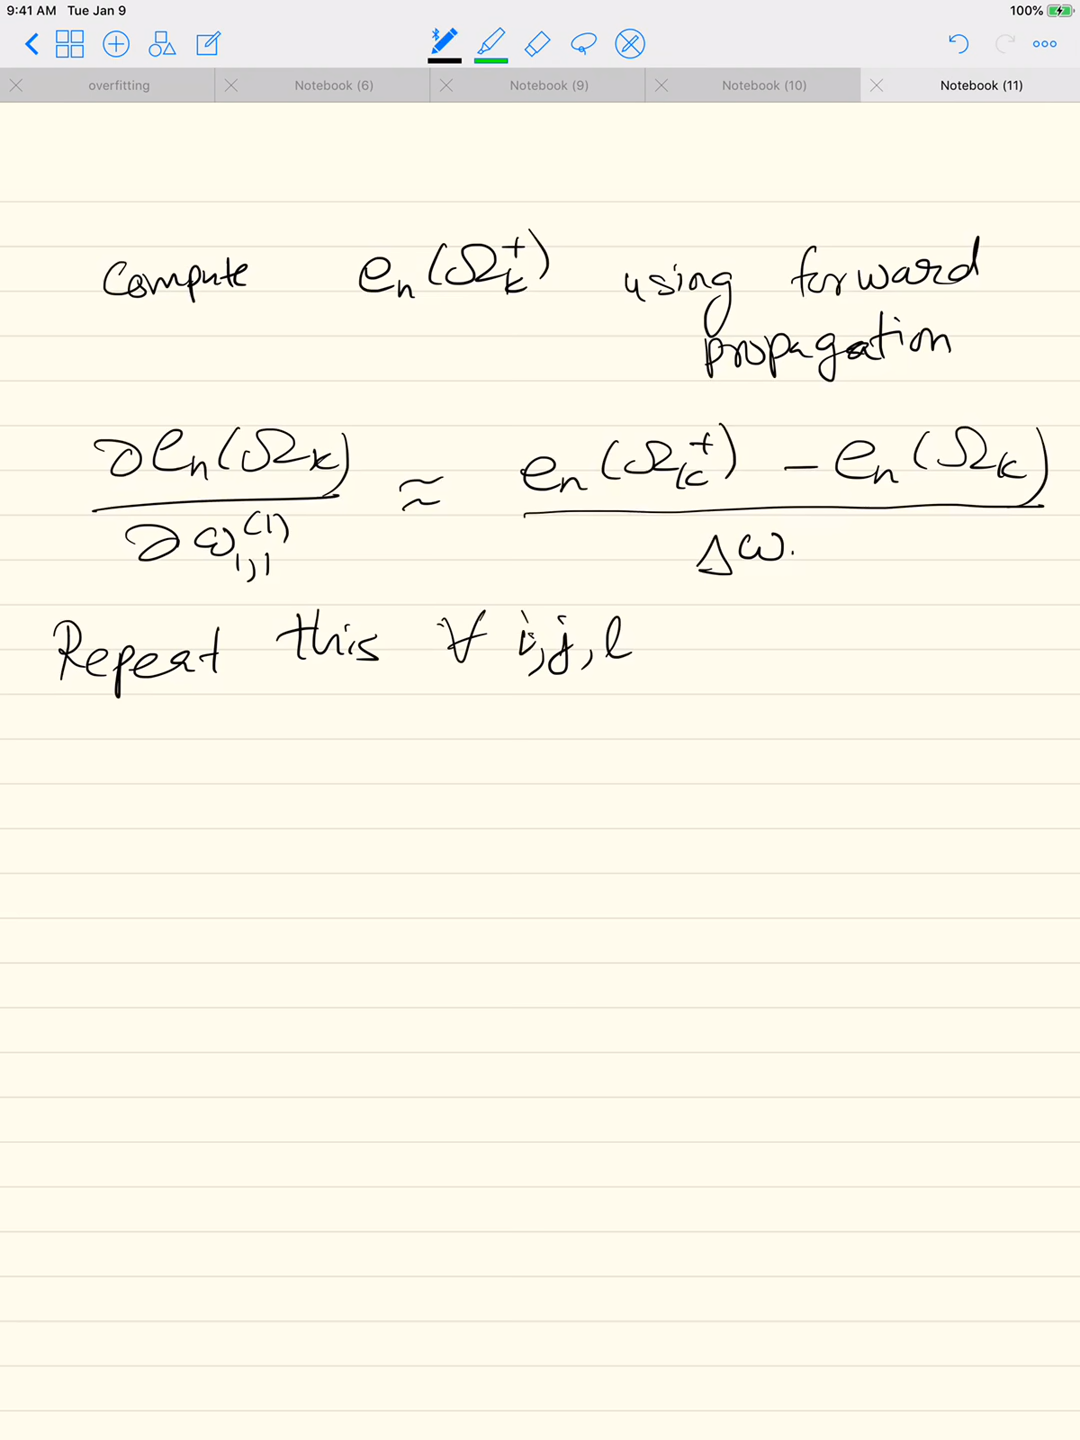 9:41 AM Tue Jan 9 100%
overfitting Notebook (6) Notebook (9) Notebook (10) Notebook (11)
Compute eₙ(Ωₖ⁺) using forward
propagation
∂eₙ(Ωₖ) / ∂ω₁,₁⁽¹⁾ ≈ (eₙ(Ωₖ⁺) - eₙ(Ωₖ)) / Δω.
Repeat this ∀ i,j,l